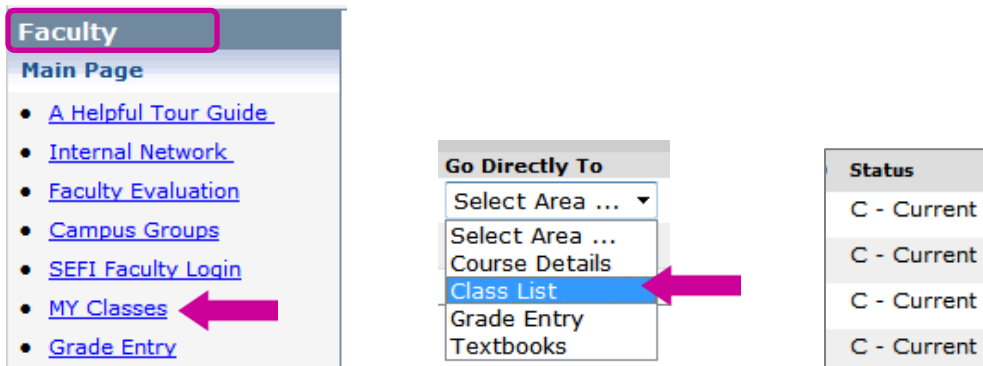 Faculty
Main Page
A Helpful Tour Guide
Internal Network
Faculty Evaluation
Campus Groups
SEFI Faculty Login
MY Classes
Grade Entry
Go Directly To
Select Area ...
Select Area ...
Course Details
Class List
Grade Entry
Textbooks
Status
C - Current
C - Current
C - Current
C - Current